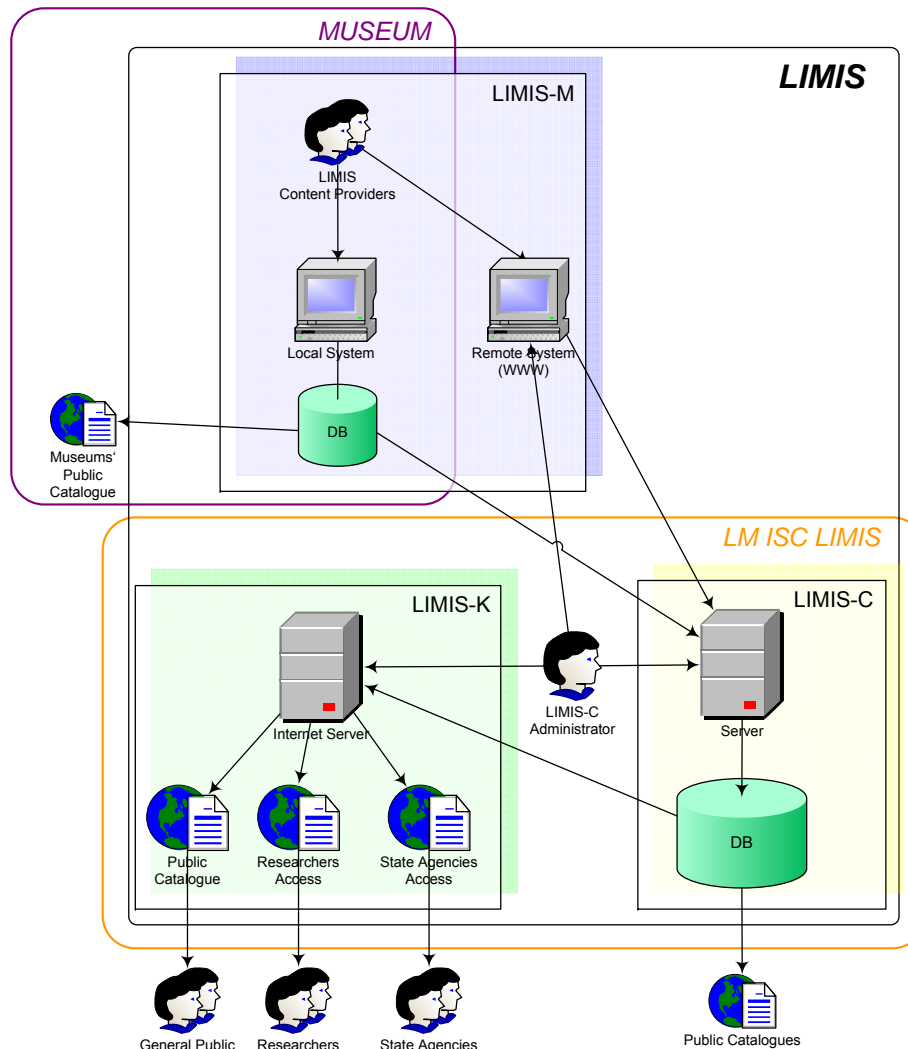 MUSEUM
LIMIS
LIMIS-M
LIMIS
Content Providers
Local System
Remote System
(WWW)
DB
Museums‘
Public
Catalogue
LM ISC LIMIS
LIMIS-K
LIMIS-C
Internet Server
LIMIS-C
Administrator
Server
Public
Catalogue
Researchers
Access
State Agencies
Access
DB
General Public
Researchers
State Agencies
Public Catalogues